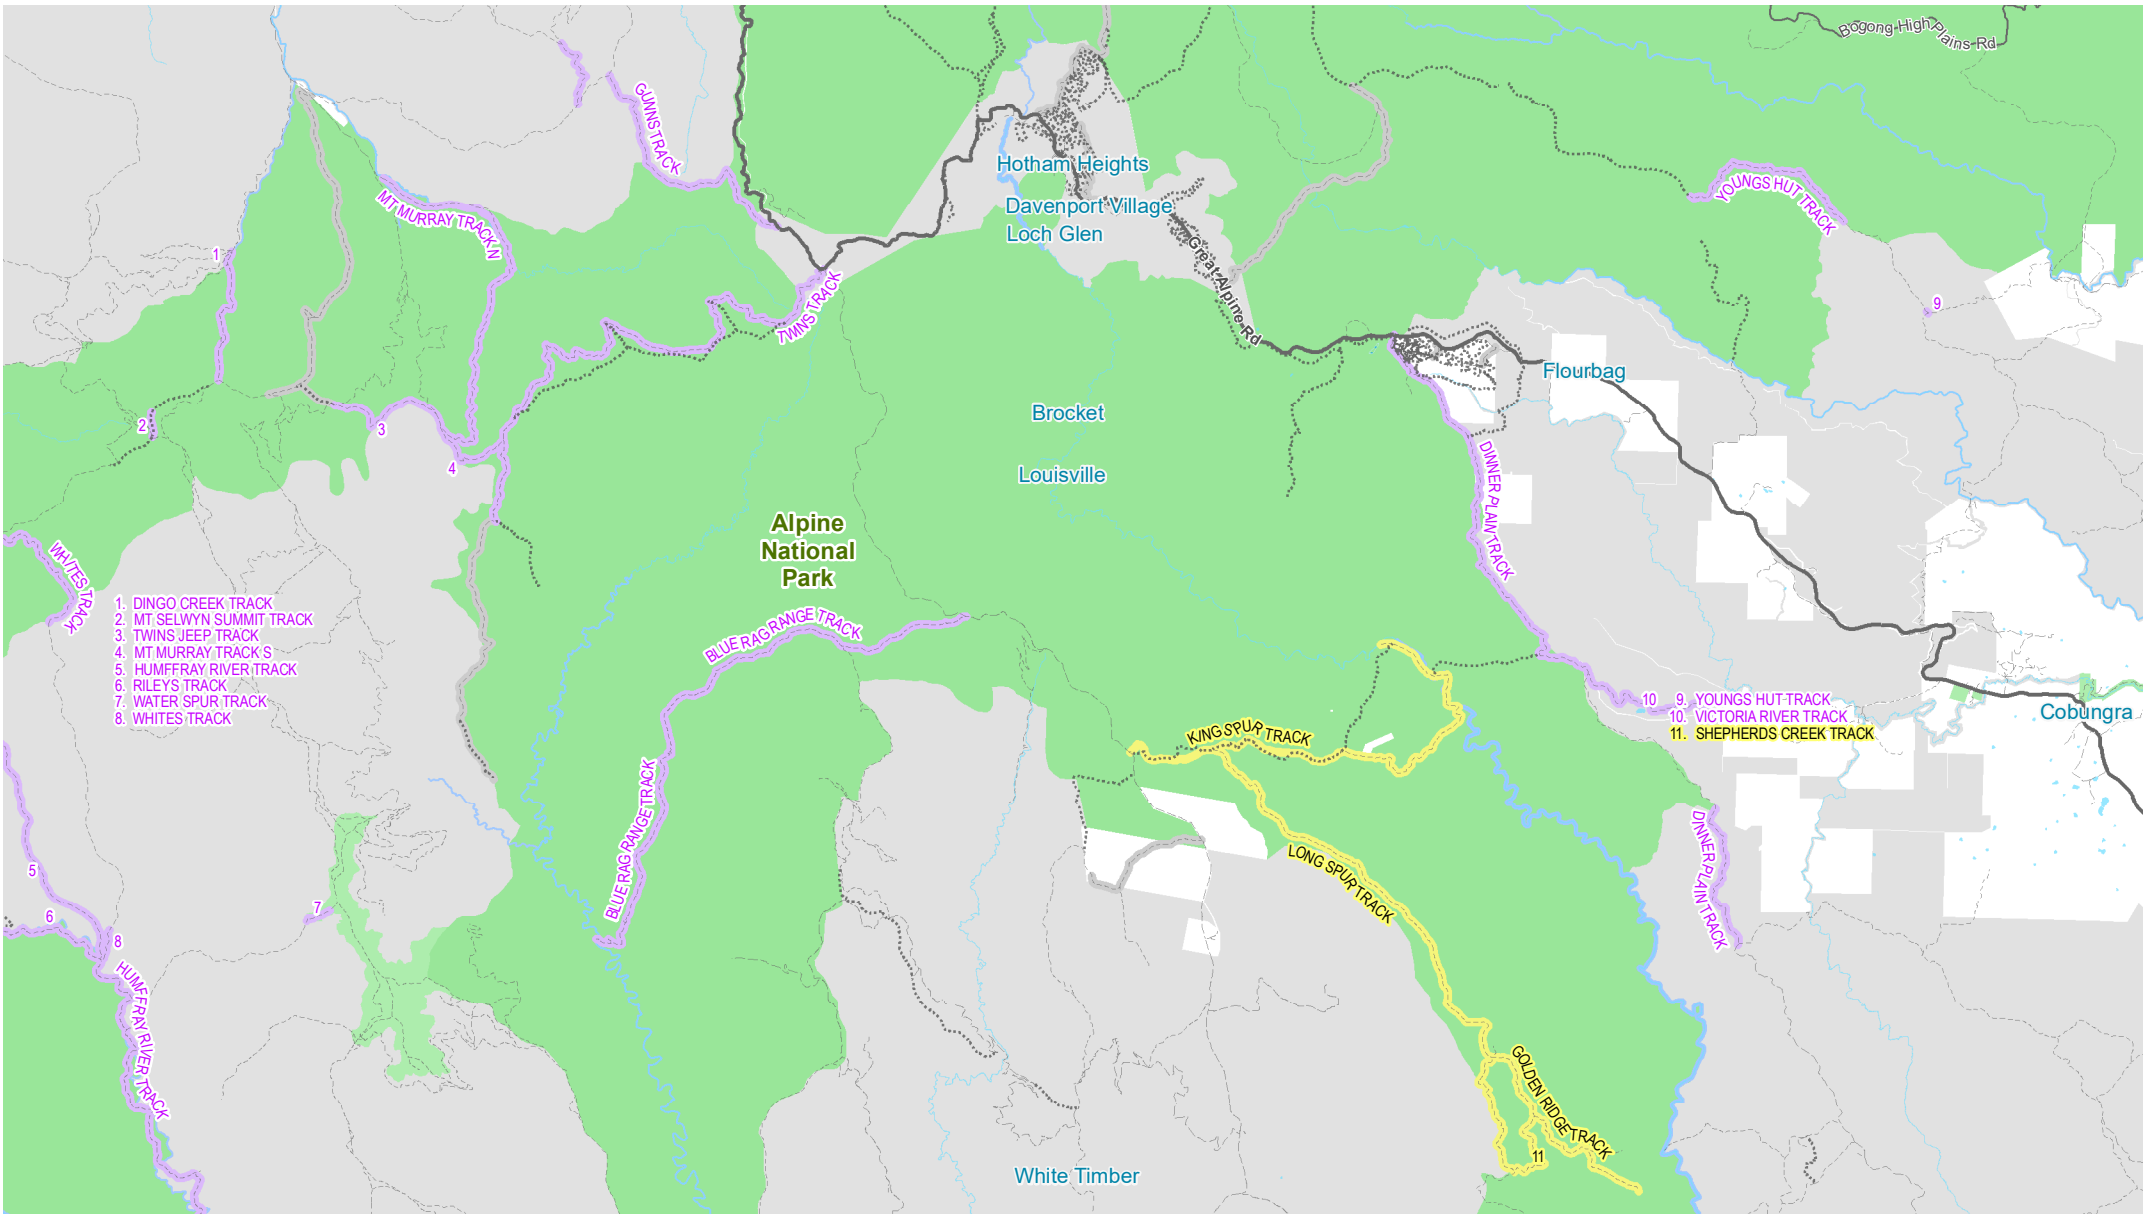 Bogong High Plains Rd
GUNNS TRACK
Hotham Heights
YOUNGS HUT TRACK
MT MURRAY TRACK N
Davenport Village
Loch Glen
1
Great Alpine Rd
TWINS TRACK
9
Flourbag
2
3
Brocket
4
Louisville
DINNER PLAIN TRACK
Alpine
National
Park
WHITES TRACK
1. DINGO CREEK TRACK
2. MT SELWYN SUMMIT TRACK
3. TWINS JEEP TRACK
4. MT MURRAY TRACK S
5. HUMFFRAY RIVER TRACK
6. RILEYS TRACK
7. WATER SPUR TRACK
8. WHITES TRACK
BLUE RAG RANGE TRACK
10
9. YOUNGS HUT TRACK
10. VICTORIA RIVER TRACK
11. SHEPHERDS CREEK TRACK
Cobungra
KING SPUR TRACK
BLUE RAG RANGE TRACK
LONG SPUR TRACK
DINNER PLAIN TRACK
5
6
7
8
HUMFFRAY RIVER TRACK
GOLDEN RIDGE TRACK
11
White Timber